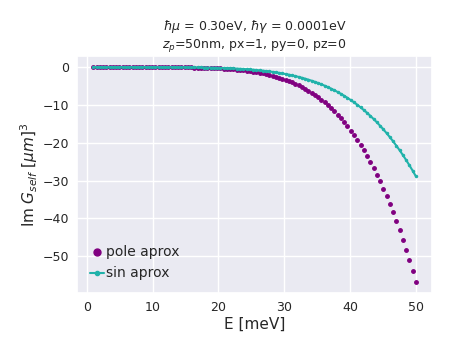 ħμ = 0.30eV, ħγ = 0.0001eV
zₚ=50nm, px=1, py=0, pz=0
Im G_self [μm]³
0
−10
−20
−30
−40
−50
pole aprox
sin aprox
0 10 20 30 40 50
E [meV]